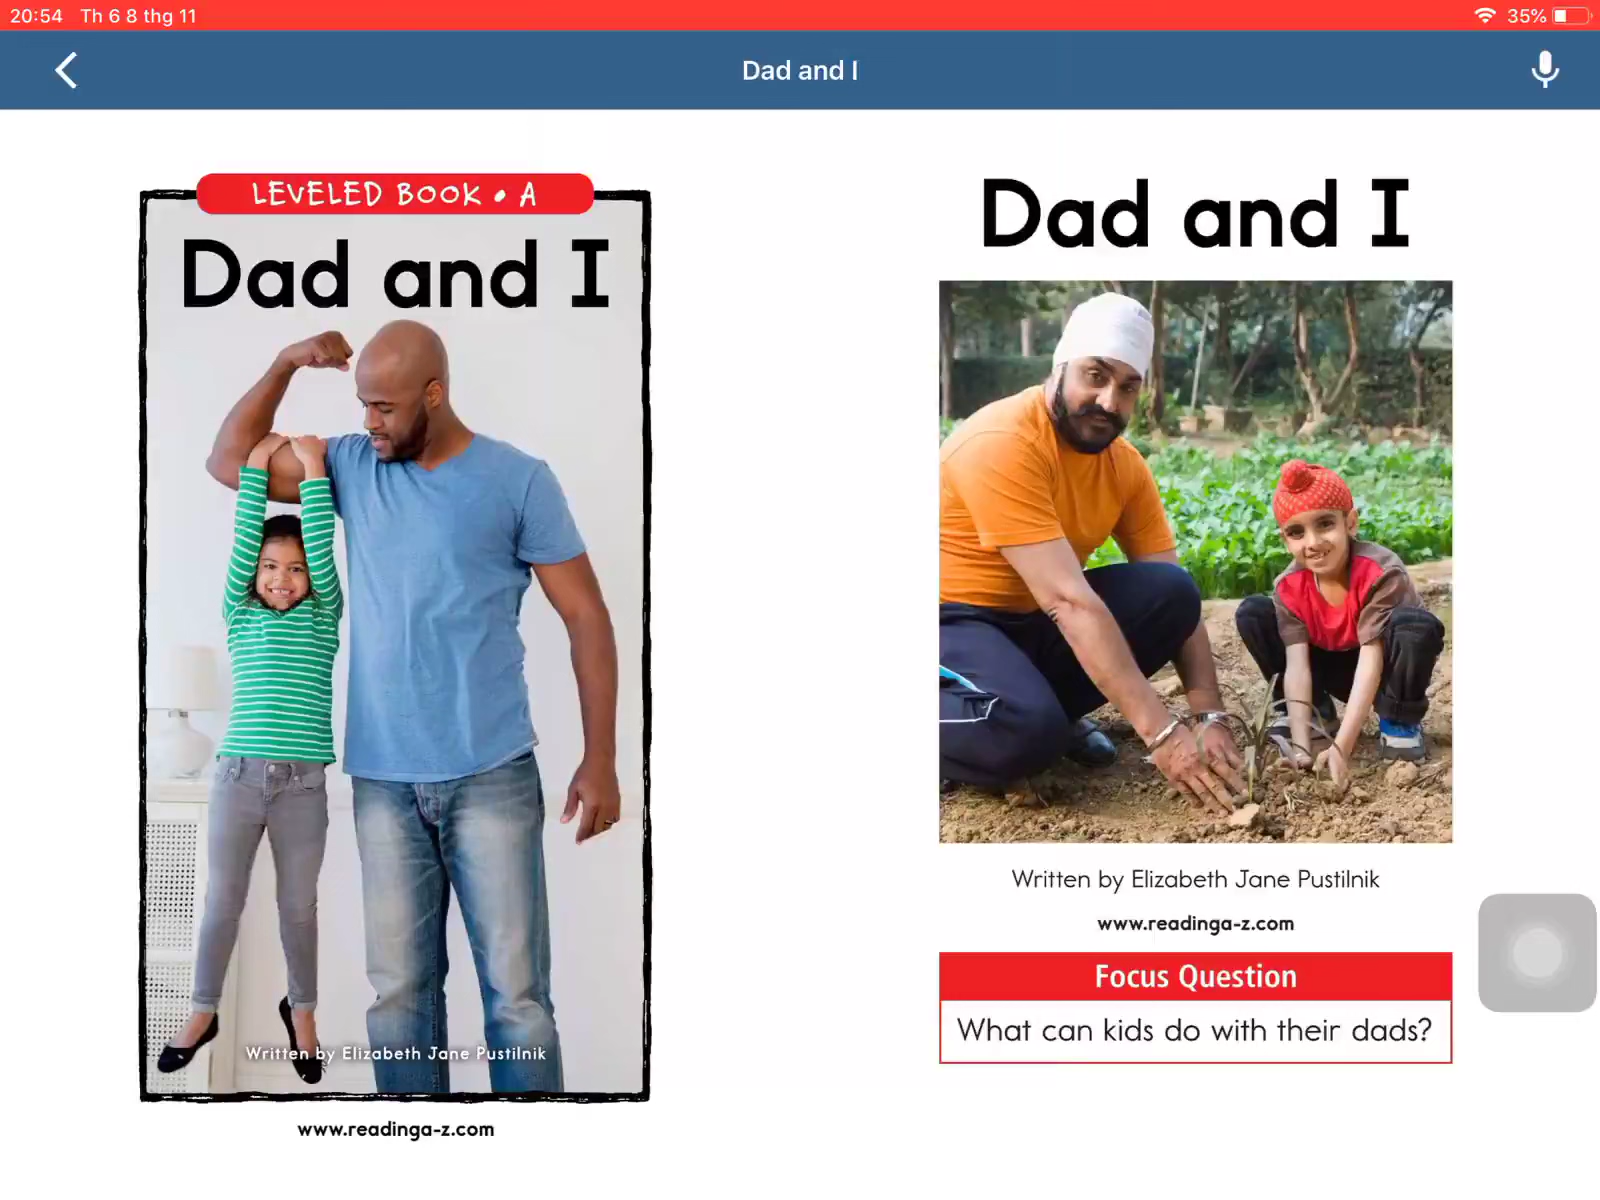 20:54 Th 6 8 thg 11
35%
Dad and I
LEVELED BOOK • A
Dad and I
Written by Elizabeth Jane Pustilnik
www.readinga-z.com
Dad and I
Written by Elizabeth Jane Pustilnik
www.readinga-z.com
Focus Question
What can kids do with their dads?